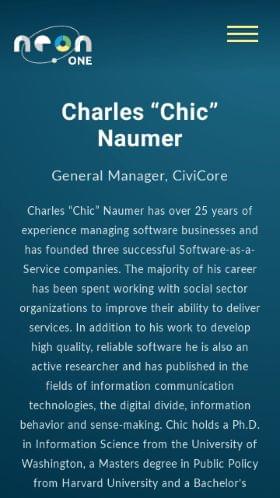 neon
ONE
Charles “Chic”
Naumer
General Manager, CiviCore
Charles “Chic” Naumer has over 25 years of
experience managing software businesses and
has founded three successful Software-as-a-
Service companies. The majority of his career
has been spent working with social sector
organizations to improve their ability to deliver
services. In addition to his work to develop
high quality, reliable software he is also an
active researcher and has published in the
fields of information communication
technologies, the digital divide, information
behavior and sense-making. Chic holds a Ph.D.
in Information Science from the University of
Washington, a Masters degree in Public Policy
from Harvard University and a Bachelor's